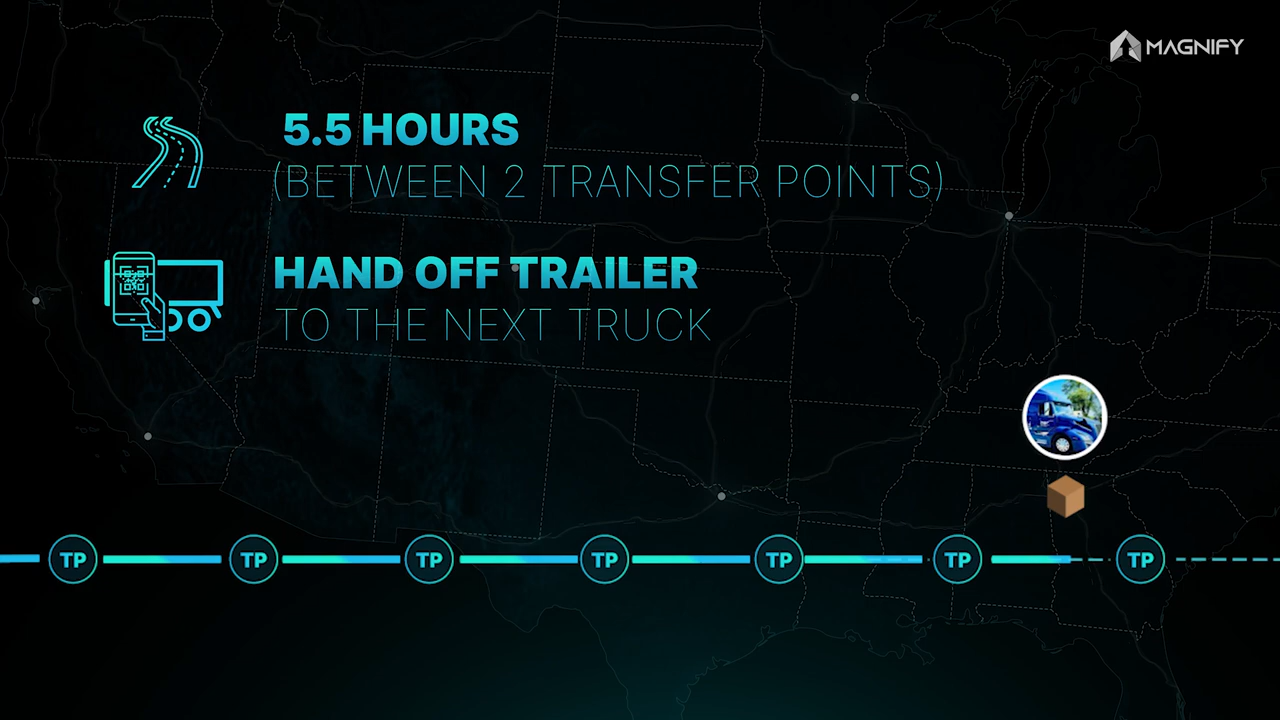 MAGNIFY
5.5 HOURS
(BETWEEN 2 TRANSFER POINTS)
HAND OFF TRAILER
TO THE NEXT TRUCK
TP TP TP TP TP TP TP